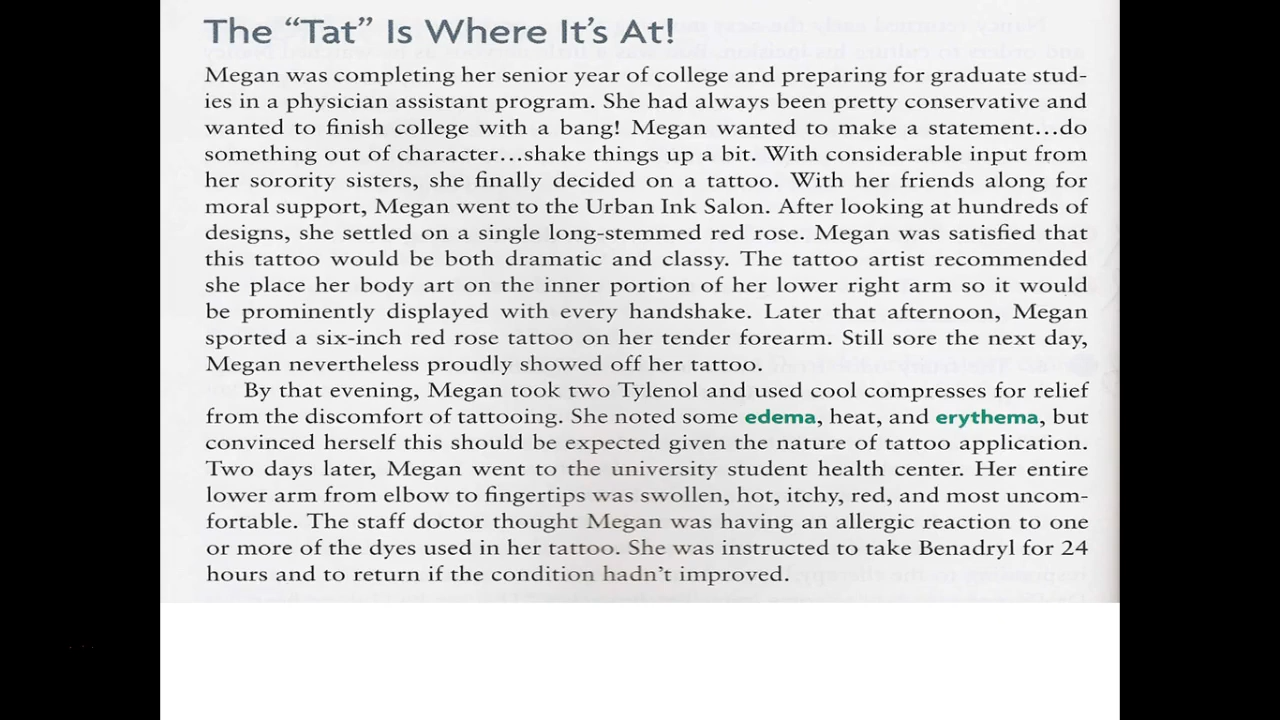 The “Tat” Is Where It’s At!
Megan was completing her senior year of college and preparing for graduate stud-
ies in a physician assistant program. She had always been pretty conservative and
wanted to finish college with a bang! Megan wanted to make a statement…do
something out of character…shake things up a bit. With considerable input from
her sorority sisters, she finally decided on a tattoo. With her friends along for
moral support, Megan went to the Urban Ink Salon. After looking at hundreds of
designs, she settled on a single long-stemmed red rose. Megan was satisfied that
this tattoo would be both dramatic and classy. The tattoo artist recommended
she place her body art on the inner portion of her lower right arm so it would
be prominently displayed with every handshake. Later that afternoon, Megan
sported a six-inch red rose tattoo on her tender forearm. Still sore the next day,
Megan nevertheless proudly showed off her tattoo.
By that evening, Megan took two Tylenol and used cool compresses for relief
from the discomfort of tattooing. She noted some edema, heat, and erythema, but
convinced herself this should be expected given the nature of tattoo application.
Two days later, Megan went to the university student health center. Her entire
lower arm from elbow to fingertips was swollen, hot, itchy, red, and most uncom-
fortable. The staff doctor thought Megan was having an allergic reaction to one
or more of the dyes used in her tattoo. She was instructed to take Benadryl for 24
hours and to return if the condition hadn’t improved.